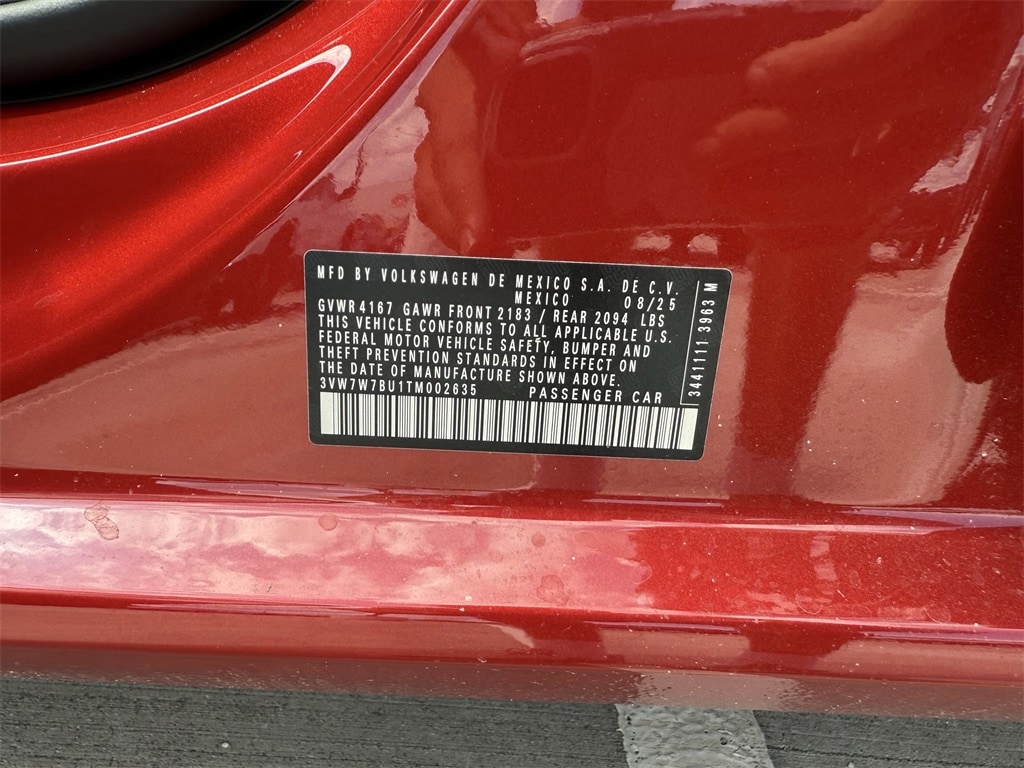 MFD BY VOLKSWAGEN DE MEXICO S.A. DE C.V.
MEXICO 08/25
GVWR 4167 GAWR FRONT 2183 / REAR 2094 LBS
THIS VEHICLE CONFORMS TO ALL APPLICABLE U.S.
FEDERAL MOTOR VEHICLE SAFETY, BUMPER AND
THEFT PREVENTION STANDARDS IN EFFECT ON
THE DATE OF MANUFACTURE SHOWN ABOVE.
3VW7W7BU1TM002635 PASSENGER CAR
3441111 3963 M